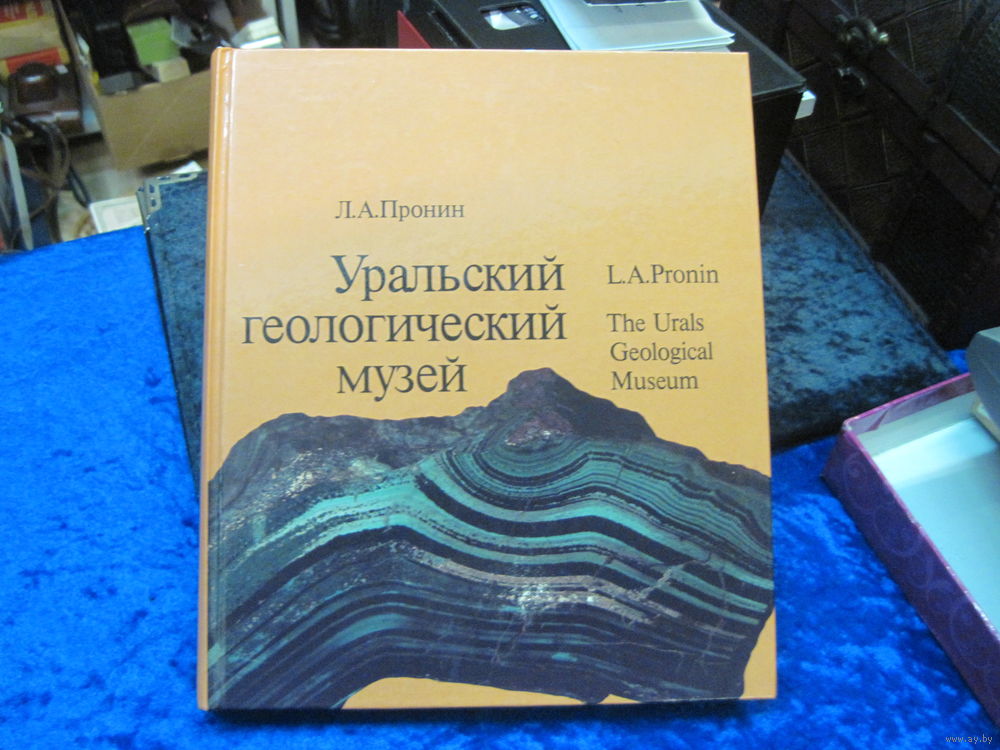 Л.А.Пронин
Уральский
геологический
музей
L.A.Pronin
The Urals
Geological
Museum
www.ay.by